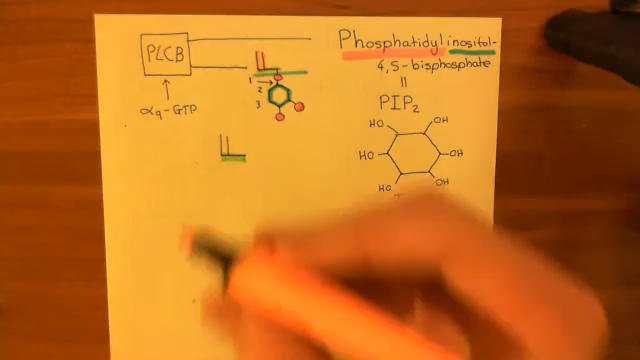 PLCB
αq-GTP
1
2
3
Phosphatidylinositol-
4,5-bisphosphate
=
PIP2
HO
OH
HO
OH
HO
OH